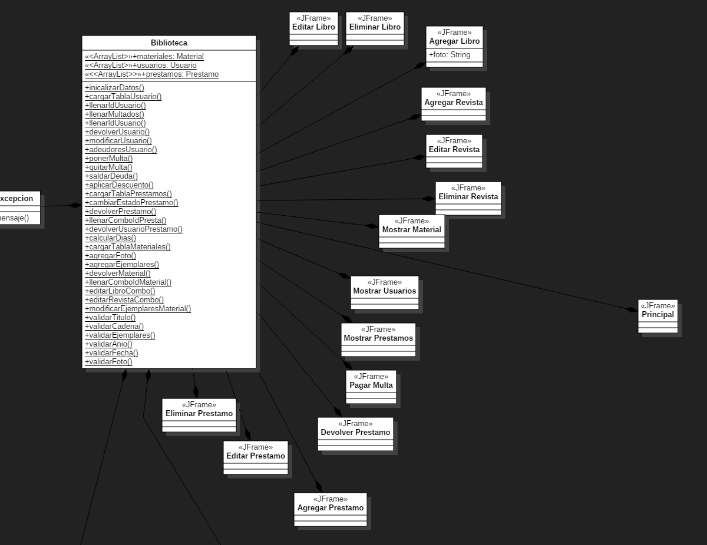 «JFrame»
Editar Libro
«JFrame»
Eliminar Libro
«JFrame»
Agregar Libro
+foto: String
Biblioteca
«<ArrayList>»+materiales: Material
«<ArrayList>»+usuarios: Usuario
«<<ArrayList>>»+prestamos: Prestamo
+inicalizarDatos()
+cargarTablaUsuario()
+llenarIdUsuario()
+llenarMultados()
+llenarIdUsuario()
+devolverUsuario()
+modificarUsuario()
+adeudoresUsuario()
+ponerMulta()
+quitarMulta()
+saldarDeuda()
+aplicarDescuento()
+cargarTablaPrestamos()
+cambiarEstadoPrestamo()
+devolverPrestamo()
+llenarComboIdPresta()
+devolverUsuarioPrestamo()
+calcularDias()
+cargarTablaMateriales()
+agregarFoto()
+agregarEjemplares()
+devolverMaterial()
+llenarComboIdMaterial()
+editarLibroCombo()
+editarRevistaCombo()
+modificarEjemplaresMaterial()
+validarTitulo()
+validarCadena()
+validarEjemplares()
+validarAnio()
+validarFecha()
+validarFoto()
«JFrame»
Agregar Revista
«JFrame»
Editar Revista
«JFrame»
Eliminar Revista
xcepcion
mensaje()
«JFrame»
Mostrar Material
«JFrame»
Mostrar Usuarios
«JFrame»
Principal
«JFrame»
Mostrar Prestamos
«JFrame»
Pagar Multa
«JFrame»
Eliminar Prestamo
«JFrame»
Devolver Prestamo
«JFrame»
Editar Prestamo
«JFrame»
Agregar Prestamo